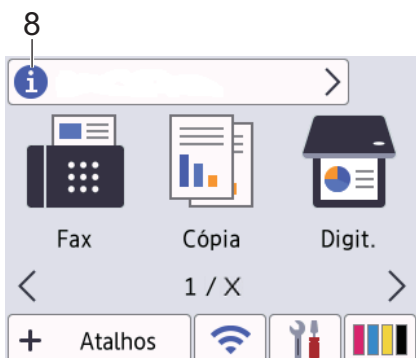 8
i
Fax Cópia Digit.
1 / X
+ Atalhos